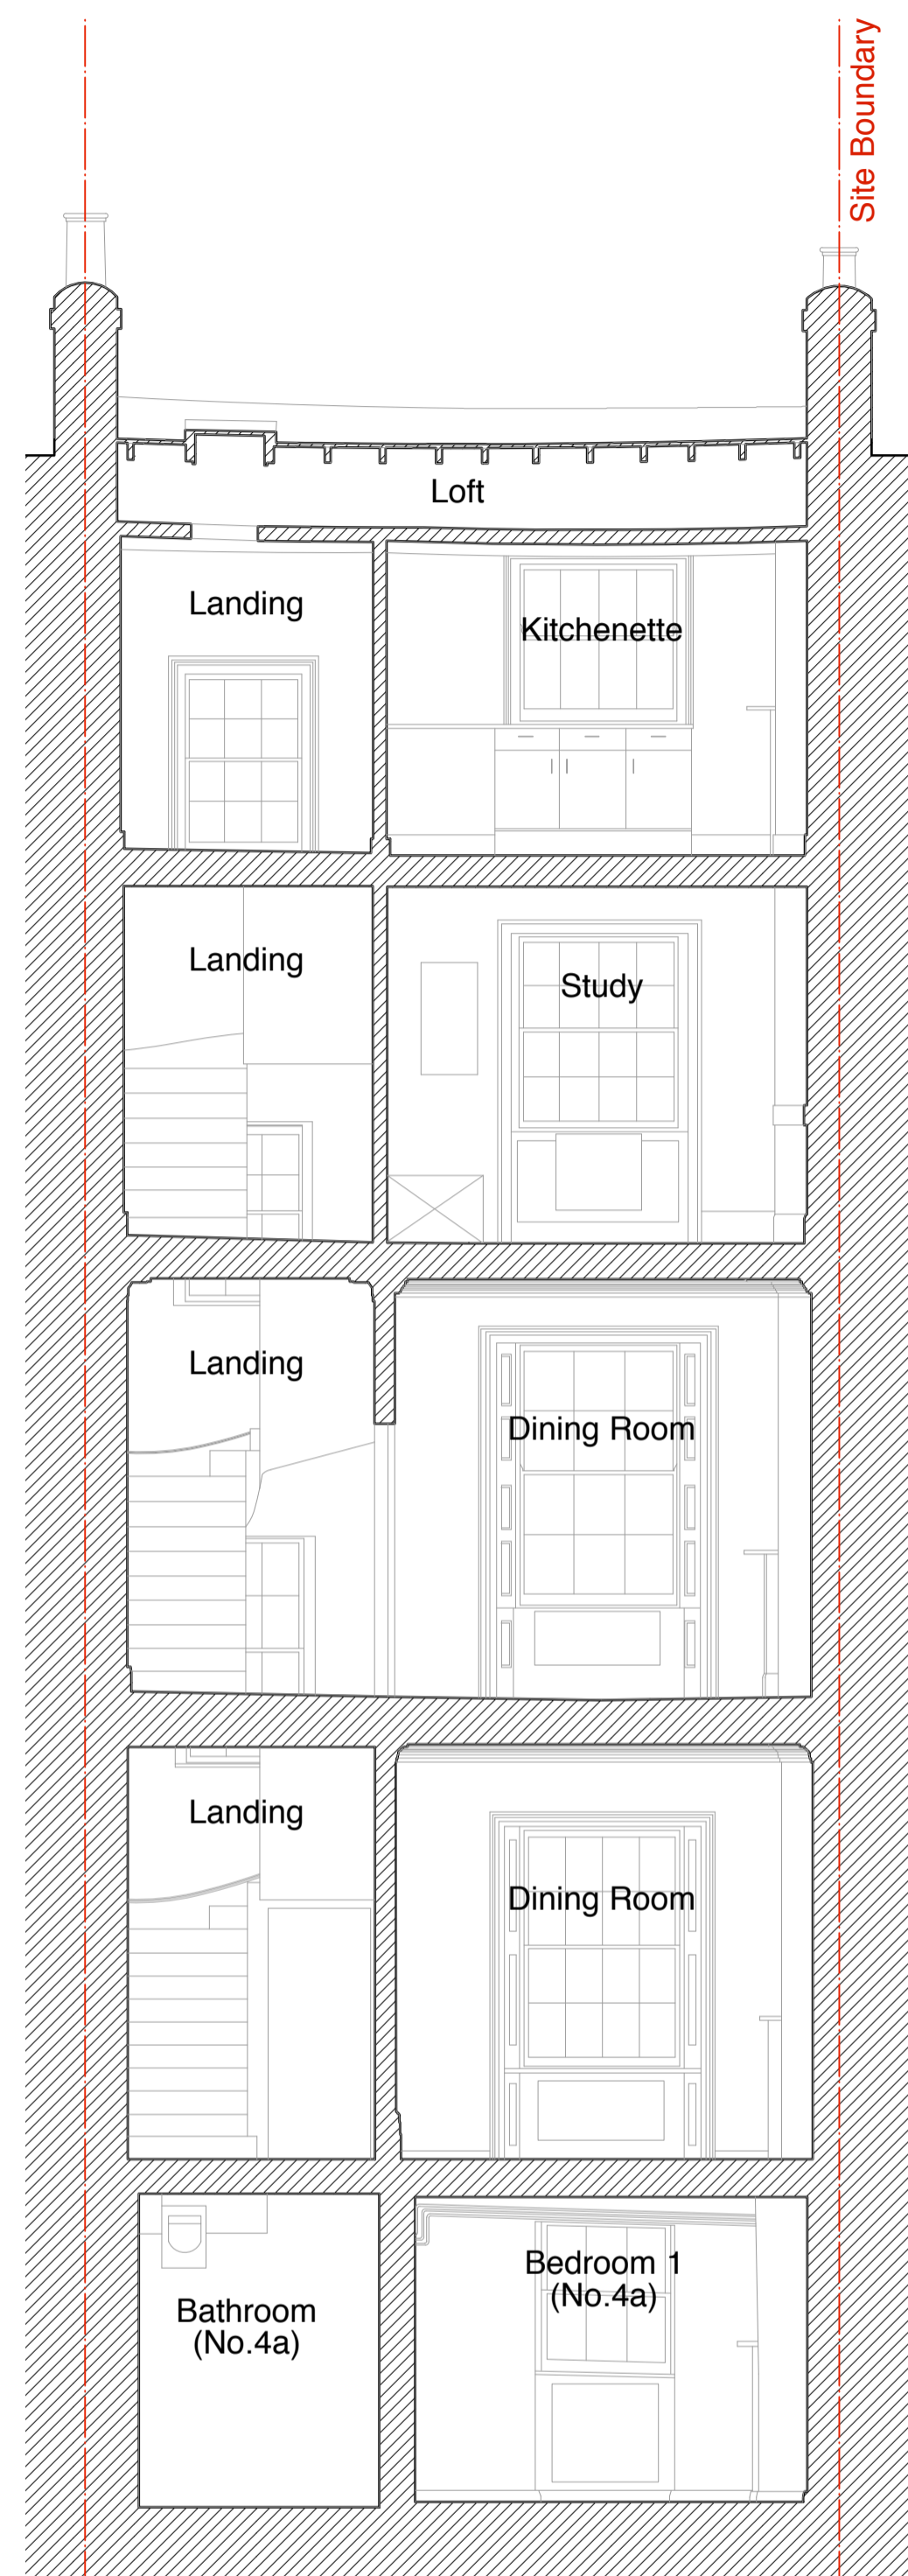 Site Boundary
Loft
Landing
Kitchenette
Landing
Study
Landing
Dining Room
Landing
Dining Room
Bedroom 1
(No.4a)
Bathroom
(No.4a)